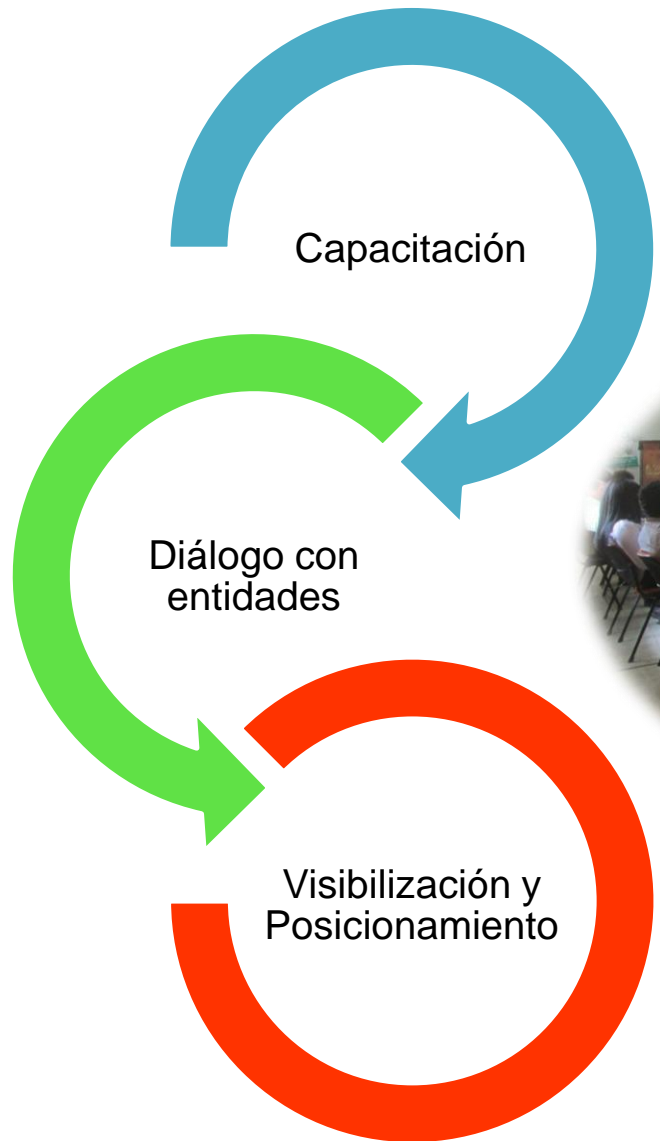 Capacitación
Diálogo con
entidades
Visibilización y
Posicionamiento